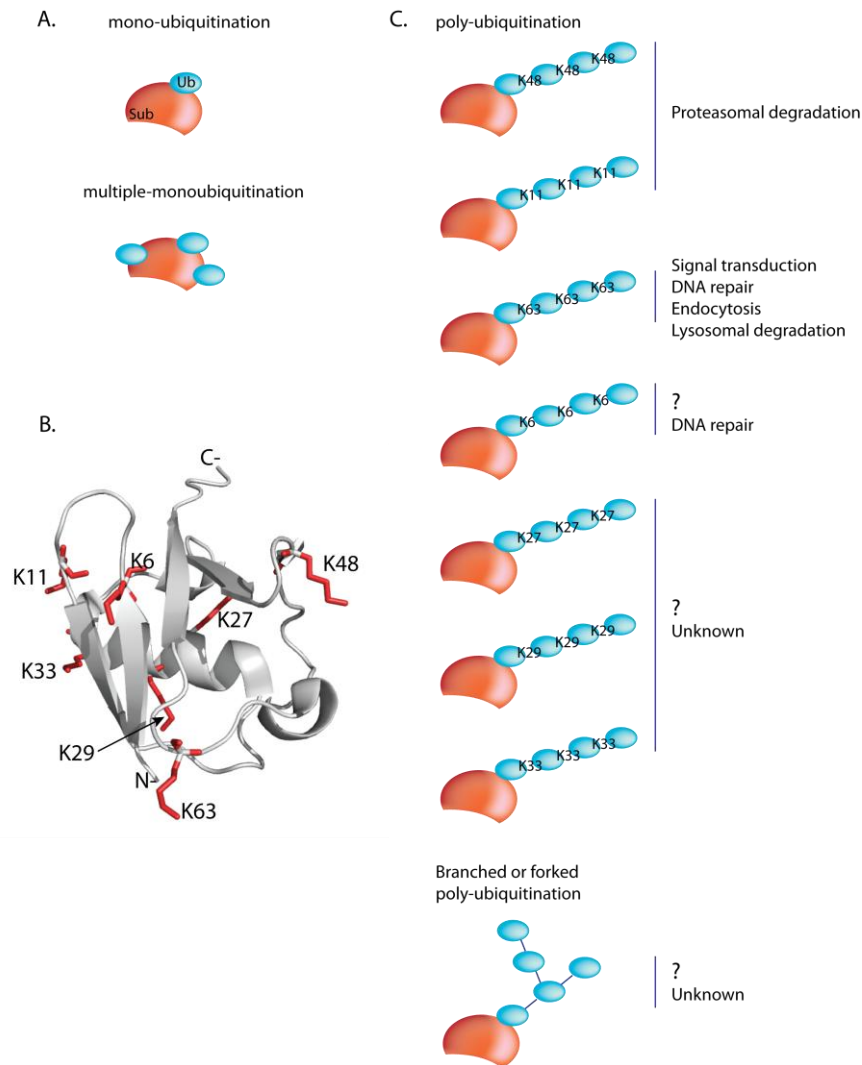 A.
mono-ubiquitination
Ub
Sub
multiple-monoubiquitination
B.
C-
K11
K6
K48
K27
K33
K29
N-
K63
C.
poly-ubiquitination
K48
K48
K48
Proteasomal degradation
K11
K11
K11
K63
K63
K63
Signal transduction
DNA repair
Endocytosis
Lysosomal degradation
K6
K6
K6
?
DNA repair
K27
K27
K27
K29
K29
K29
?
Unknown
K33
K33
K33
Branched or forked
poly-ubiquitination
?
Unknown